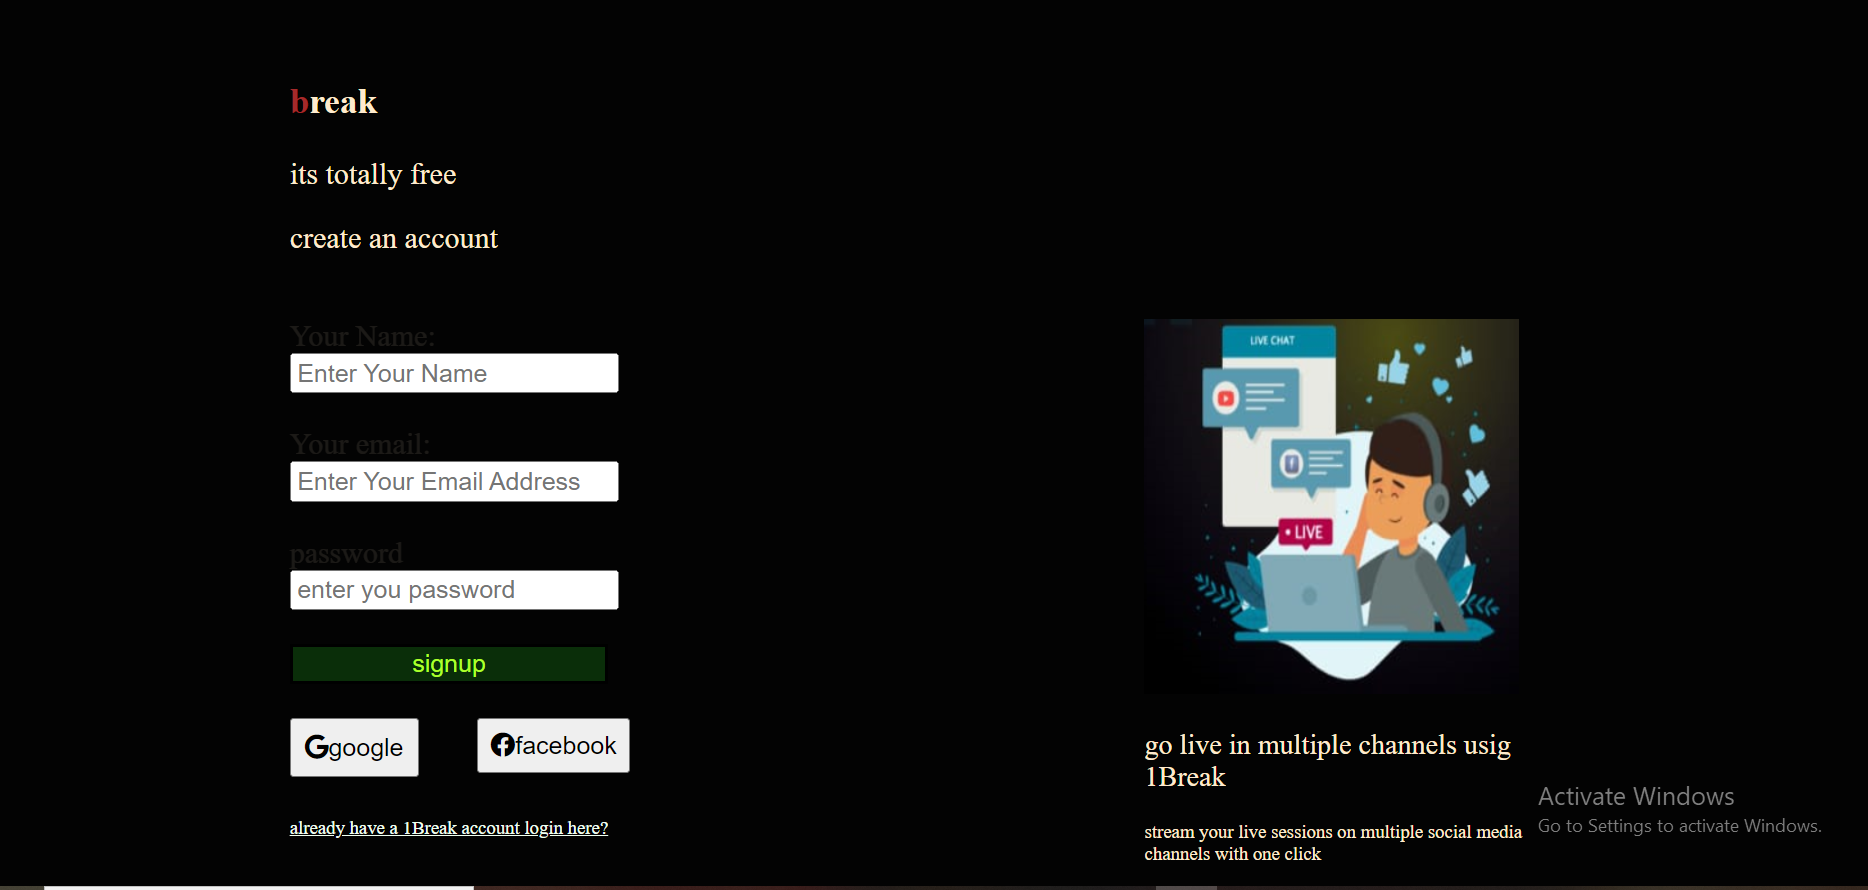 break
its totally free
create an account
Your Name:
Enter Your Name
Your email:
Enter Your Email Address
password
enter you password
signup
google
facebook
already have a 1Break account login here?
LIVE CHAT
• LIVE
go live in multiple channels usig
1Break
stream your live sessions on multiple social media
channels with one click
Activate Windows
Go to Settings to activate Windows.